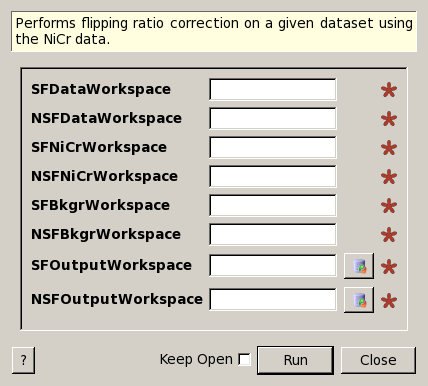 Performs flipping ratio correction on a given dataset using
the NiCr data.
SFDataWorkspace
NSFDataWorkspace
SFNiCrWorkspace
NSFNiCrWorkspace
SFBkgrWorkspace
NSFBkgrWorkspace
SFOutputWorkspace
NSFOutputWorkspace
? Keep Open Run Close